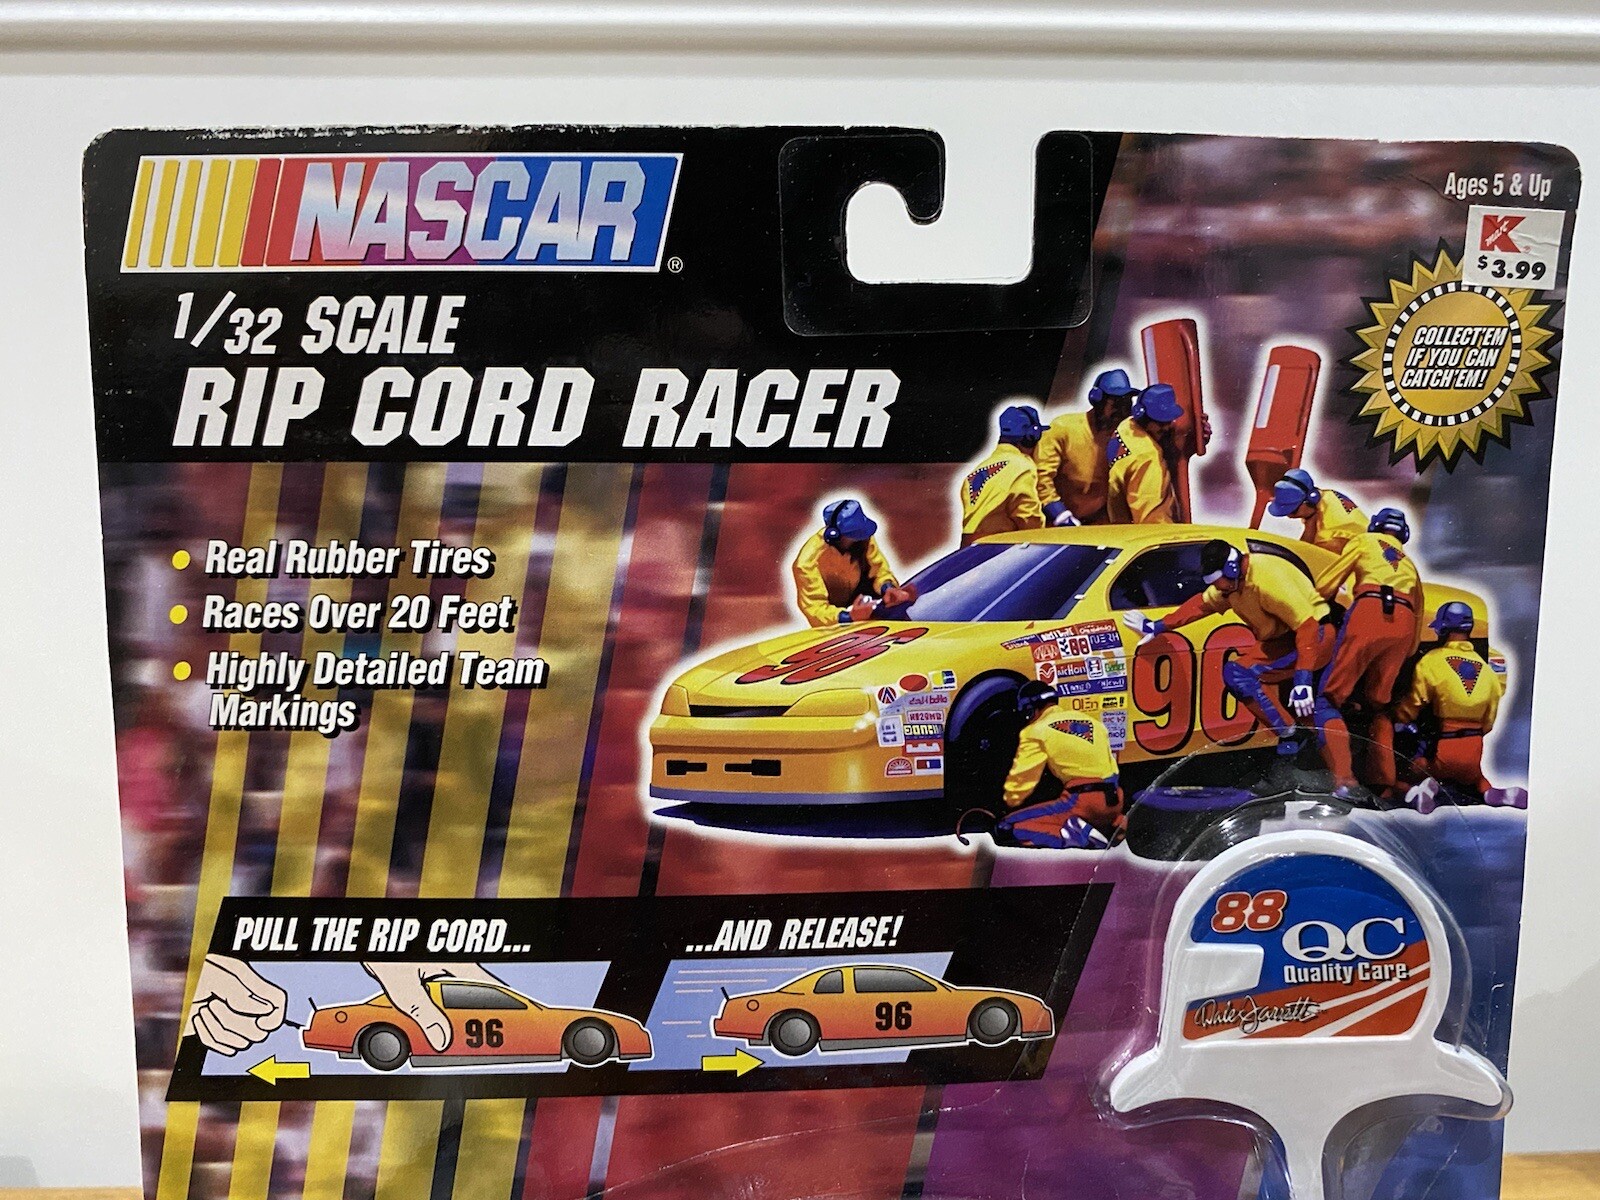 NASCAR®
1/32 SCALE
RIP CORD RACER
Ages 5 & Up
Kmart
$3.99
COLLECT'EM
IF YOU CAN
CATCH'EM!
• Real Rubber Tires
• Races Over 20 Feet
• Highly Detailed Team
Markings
96
96
PULL THE RIP CORD...
...AND RELEASE!
96
96
88
QC
Quality Care
Dale Jarrett